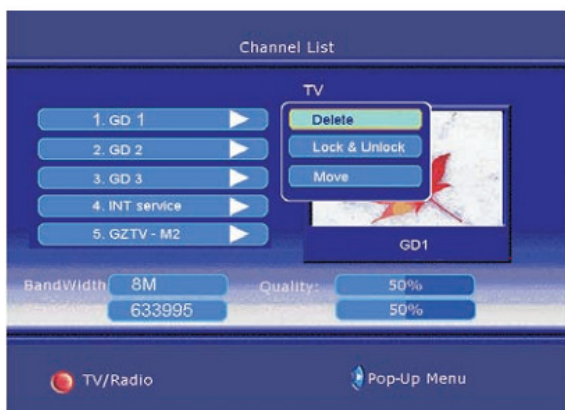 Channel List
TV
1. GD 1
2. GD 2
3. GD 3
4. INT service
5. GZTV - M2
Delete
Lock & Unlock
Move
GD1
BandWidth 8M Quality: 50%
633995 50%
TV/Radio Pop-Up Menu